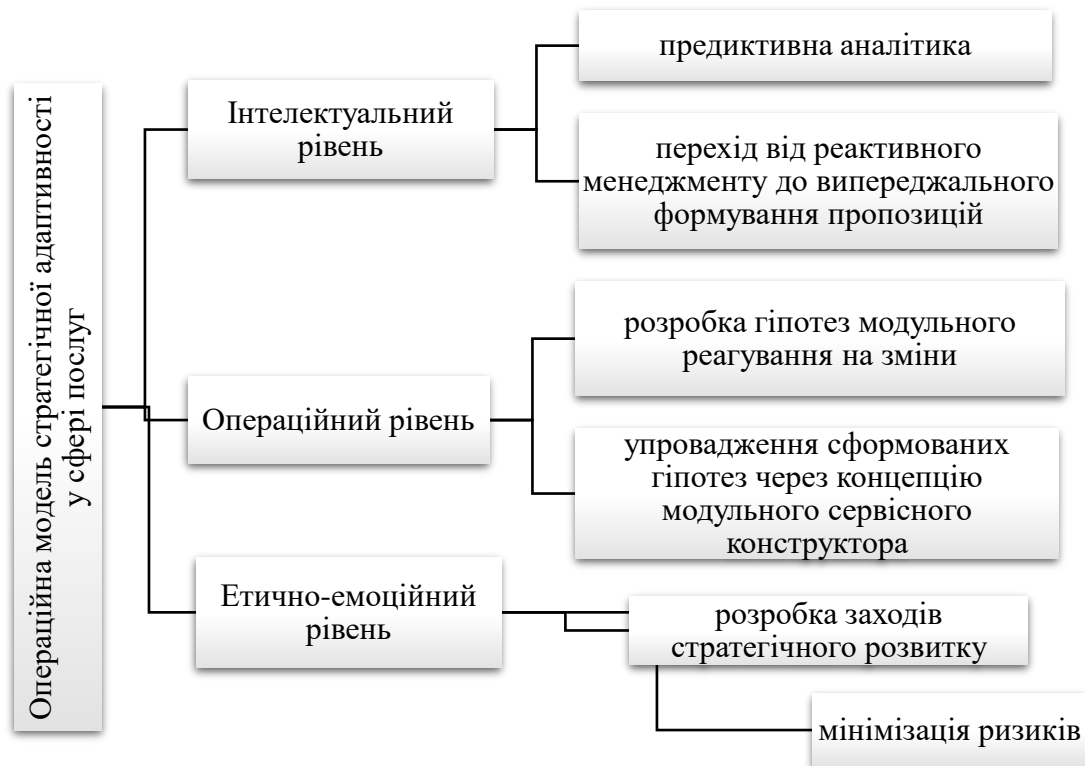 Операційна модель стратегічної адаптивності
у сфері послуг
Інтелектуальний
рівень
предиктивна аналітика
перехід від реактивного
менеджменту до випереджального
формування пропозицій
Операційний рівень
розробка гіпотез модульного
реагування на зміни
упровадження сформованих
гіпотез через концепцію
модульного сервісного
конструктора
Етично-емоційний
рівень
розробка заходів
стратегічного розвитку
мінімізація ризиків